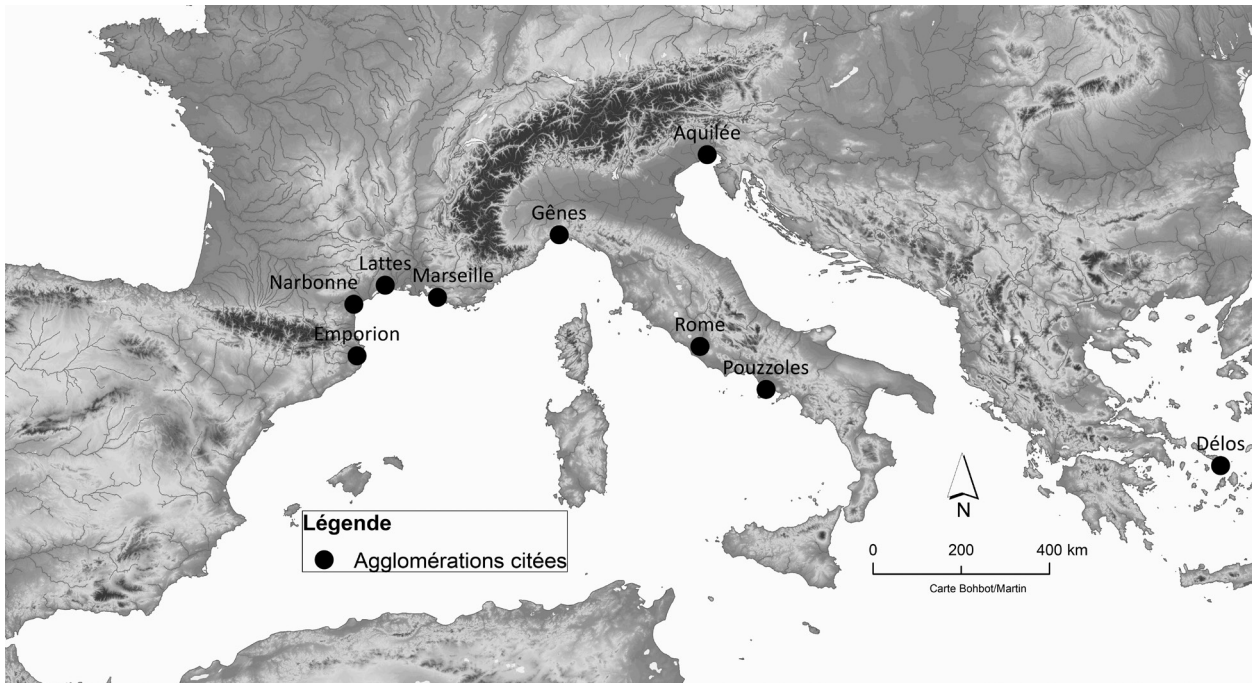 Aquilée
Gênes
Lattes
Narbonne
Marseille
Emporion
Rome
Pouzzoles
Délos
N
Légende
Agglomérations citées
0 200 400 km
Carte Bohbot/Martin